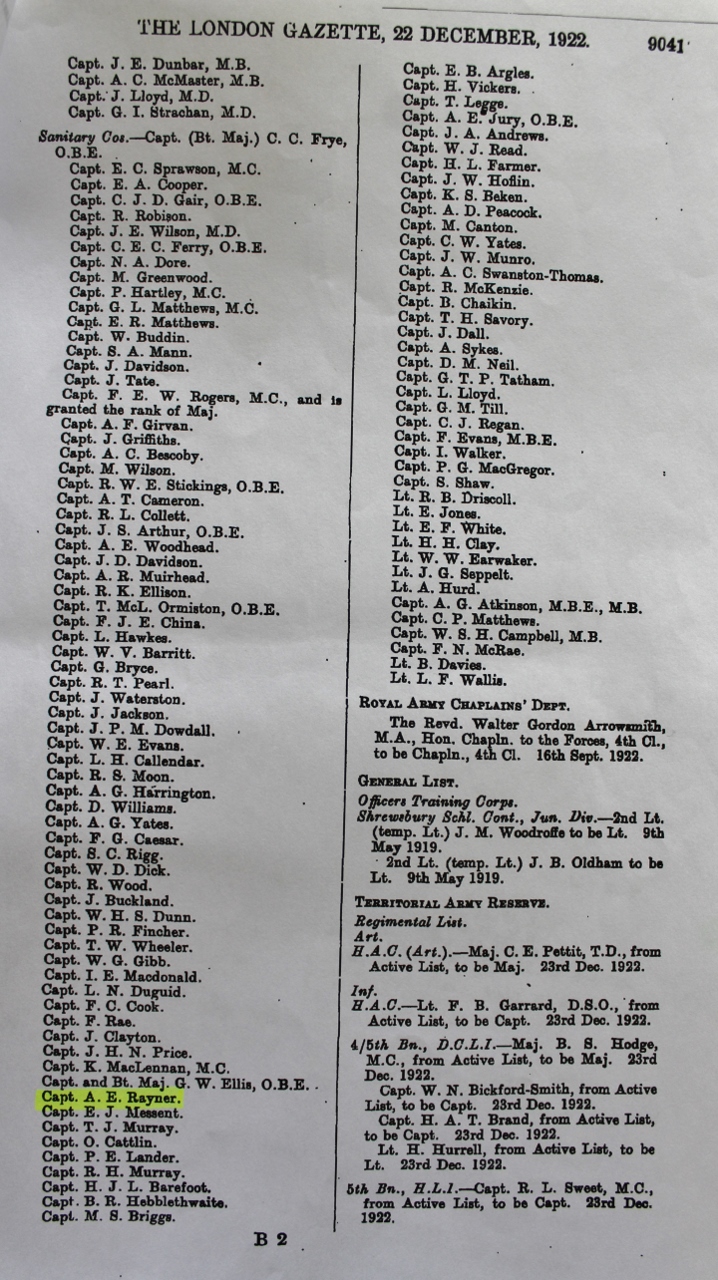 THE LONDON GAZETTE, 22 DECEMBER, 1922. 9041
Capt. J. E. Dunbar, M.B.
Capt. A. C. McMaster, M.B.
Capt. J. Lloyd, M.D.
Capt. G. I. Strachan, M.D.
Sanitary Cos.—Capt. (Bt. Maj.) C. C. Frye,
O.B.E.
Capt. E. C. Sprawson, M.C.
Capt. E. A. Cooper.
Capt. C. J. D. Gair, O.B.E.
Capt. R. Robison.
Capt. J. E. Wilson, M.D.
Capt. C. E. C. Ferry, O.B.E.
Capt. N. A. Dore.
Capt. M. Greenwood.
Capt. P. Hartley, M.C.
Capt. G. L. Matthews, M.C.
Capt. E. R. Matthews.
Capt. W. Buddin.
Capt. S. A. Mann.
Capt. J. Davidson.
Capt. J. Tate.
Capt. F. E. W. Rogers, M.C., and is
granted the rank of Maj.
Capt. A. F. Girvan.
Capt. J. Griffiths.
Capt. A. C. Bescoby.
Capt. M. Wilson.
Capt. R. W. E. Stickings, O.B.E.
Capt. A. T. Cameron.
Capt. R. L. Collett.
Capt. J. S. Arthur, O.B.E.
Capt. A. E. Woodhead.
Capt. J. D. Davidson.
Capt. A. R. Muirhead.
Capt. R. K. Ellison.
Capt. T. McL. Ormiston, O.B.E.
Capt. F. J. E. China.
Capt. L. Hawkes.
Capt. W. V. Barritt.
Capt. G. Bryce.
Capt. R. T. Pearl.
Capt. J. Waterston.
Capt. J. Jackson.
Capt. J. P. M. Dowdall.
Capt. W. E. Evans.
Capt. L. H. Callendar.
Capt. R. S. Moon.
Capt. A. G. Harrington.
Capt. D. Williams.
Capt. A. G. Yates.
Capt. F. G. Caesar.
Capt. S. C. Rigg.
Capt. W. D. Dick.
Capt. R. Wood.
Capt. J. Buckland.
Capt. W. H. S. Dunn.
Capt. P. R. Fincher.
Capt. T. W. Wheeler.
Capt. W. G. Gibb.
Capt. I. E. Macdonald.
Capt. L. N. Duguid.
Capt. F. C. Cook.
Capt. F. Rae.
Capt. J. Clayton.
Capt. J. H. N. Price.
Capt. K. MacLennan, M.C.
Capt. and Bt. Maj. G. W. Ellis, O.B.E.
Capt. A. E. Rayner.
Capt. E. J. Messent.
Capt. T. J. Murray.
Capt. O. Cattlin.
Capt. P. E. Lander.
Capt. R. H. Murray.
Capt. H. J. L. Barefoot.
Capt. B. R. Hebblethwaite.
Capt. M. S. Briggs.
Capt. E. B. Argles.
Capt. H. Vickers.
Capt. T. Legge.
Capt. A. E. Jury, O.B.E.
Capt. J. A. Andrews.
Capt. W. J. Read.
Capt. H. L. Farmer.
Capt. J. W. Hoflin.
Capt. K. S. Beken.
Capt. A. D. Peacock.
Capt. M. Canton.
Capt. C. W. Yates.
Capt. J. W. Munro.
Capt. A. C. Swanston-Thomas.
Capt. R. McKenzie.
Capt. B. Chaikin.
Capt. T. H. Savory.
Capt. J. Dall.
Capt. A. Sykes.
Capt. D. M. Neil.
Capt. G. T. P. Tatham.
Capt. L. Lloyd.
Capt. G. M. Till.
Capt. C. J. Regan.
Capt. F. Evans, M.B.E.
Capt. I. Walker.
Capt. P. G. MacGregor.
Capt. S. Shaw.
Lt. R. B. Driscoll.
Lt. E. Jones.
Lt. E. F. White.
Lt. H. H. Clay.
Lt. W. W. Earwaker.
Lt. J. G. Seppelt.
Lt. A. Hurd.
Capt. A. G. Atkinson, M.B.E., M.B.
Capt. C. P. Matthews.
Capt. W. S. H. Campbell, M.B.
Capt. F. N. McRae.
Lt. B. Davies.
Lt. L. F. Wallis.
ROYAL ARMY CHAPLAINS' DEPT.
The Revd. Walter Gordon Arrowsmith,
M.A., Hon. Chapln. to the Forces, 4th Cl.,
to be Chapln., 4th Cl. 16th Sept. 1922.
GENERAL LIST.
Officers Training Corps.
Shrewsbury Schl. Cont., Jun. Div.—2nd Lt.
(temp. Lt.) J. M. Woodroffe to be Lt. 9th
May 1919.
2nd Lt. (temp. Lt.) J. B. Oldham to be
Lt. 9th May 1919.
TERRITORIAL ARMY RESERVE.
Regimental List.
Art.
H.A.C. (Art.).—Maj. C. E. Pettit, T.D., from
Active List, to be Maj. 23rd Dec. 1922.
Inf.
H.A.C.—Lt. F. B. Garrard, D.S.O., from
Active List, to be Capt. 23rd Dec. 1922.
4/5th Bn., D.C.L.I.—Maj. B. S. Hodge,
M.C., from Active List, to be Maj. 23rd
Dec. 1922.
Capt. W. N. Bickford-Smith, from Active
List, to be Capt. 23rd Dec. 1922.
Capt. H. A. T. Brand, from Active List,
to be Capt. 23rd Dec. 1922.
Lt. H. Hurrell, from Active List, to be
Lt. 23rd Dec. 1922.
5th Bn., H.L.I.—Capt. R. L. Sweet, M.C.,
from Active List, to be Capt. 23rd Dec.
1922.
B 2